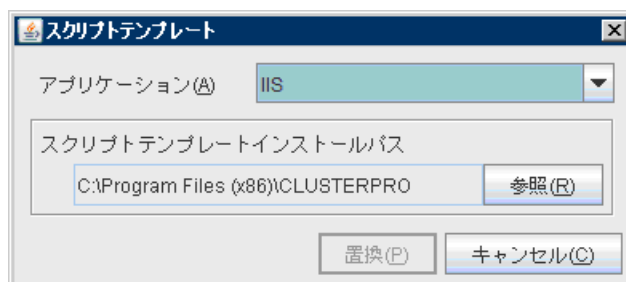 スクリプトテンプレート
アプリケーション(A)
IIS
スクリプトテンプレートインストールパス
C:\Program Files (x86)\CLUSTERPRO
参照(R)
置換(P)
キャンセル(C)